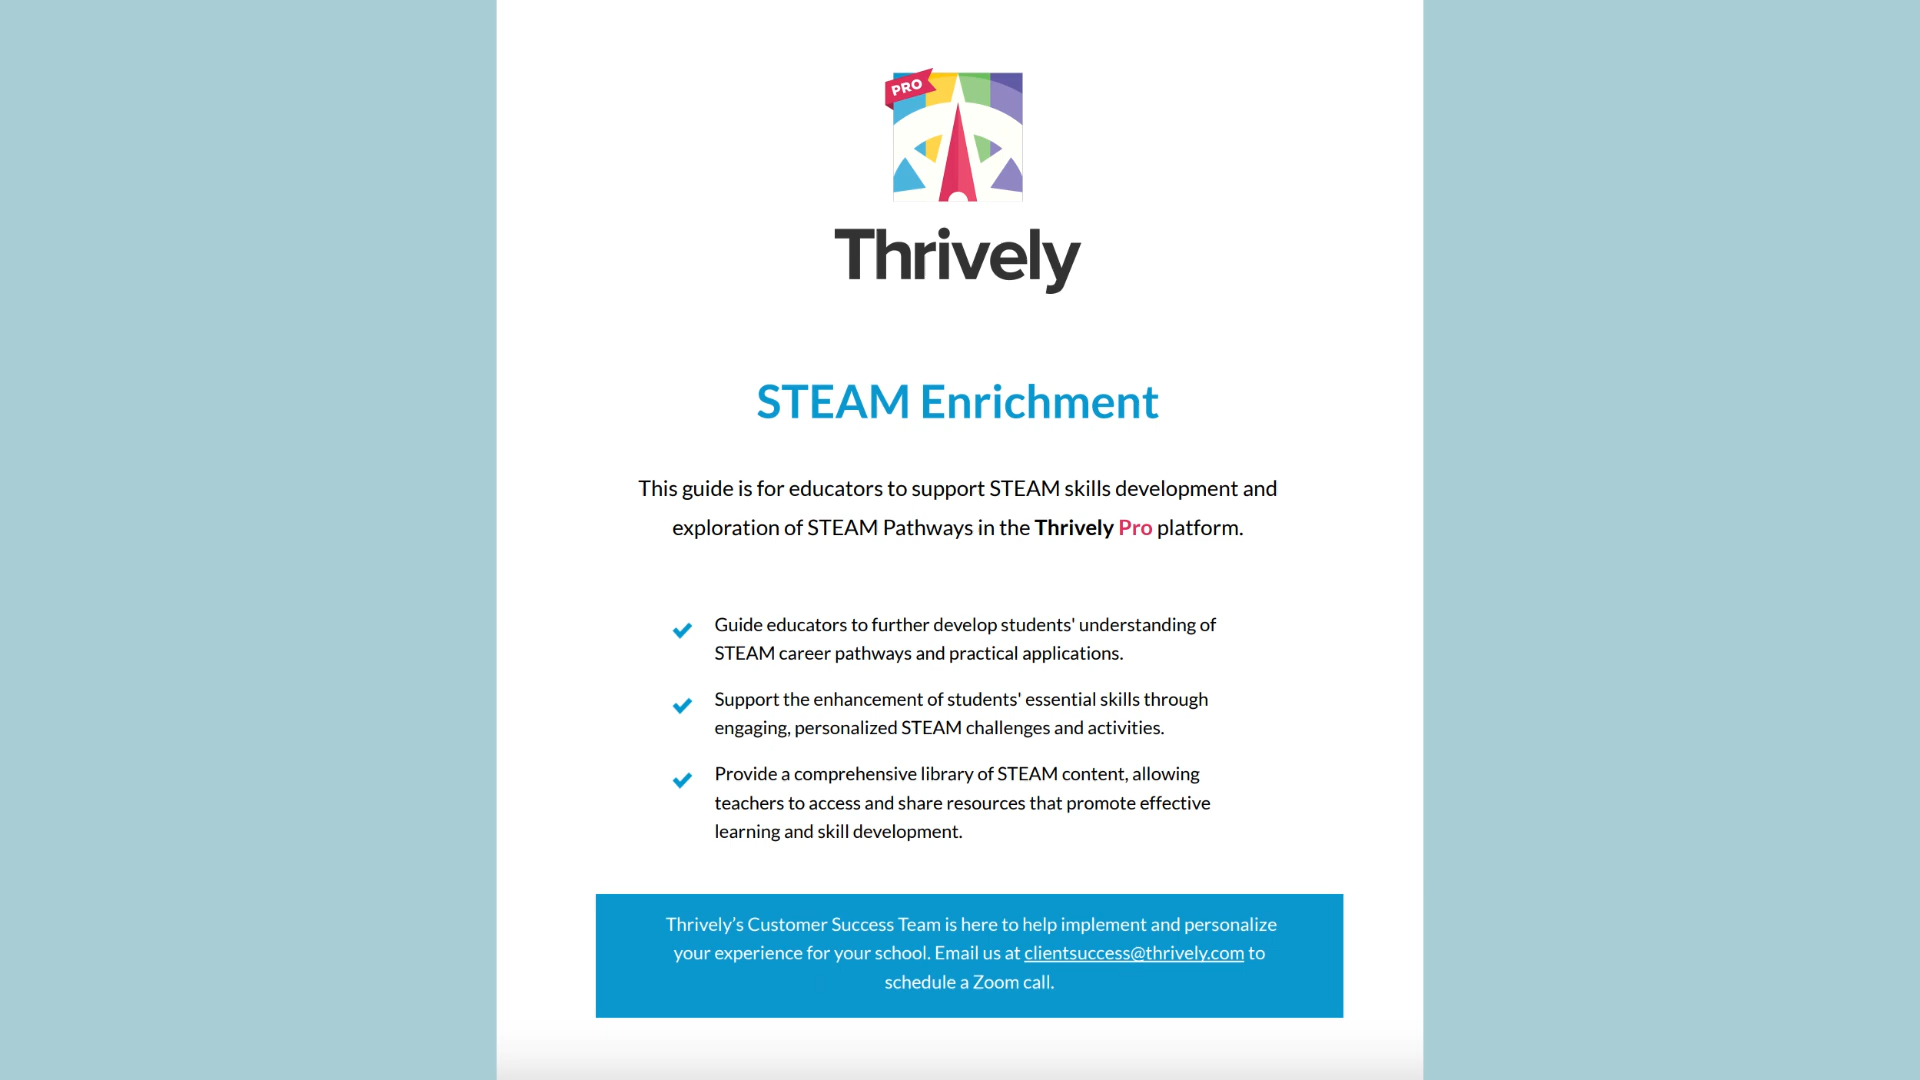 PRO
Thrively
STEAM Enrichment
This guide is for educators to support STEAM skills development and
exploration of STEAM Pathways in the Thrively Pro platform.
Guide educators to further develop students' understanding of
STEAM career pathways and practical applications.
Support the enhancement of students' essential skills through
engaging, personalized STEAM challenges and activities.
Provide a comprehensive library of STEAM content, allowing
teachers to access and share resources that promote effective
learning and skill development.
Thrively’s Customer Success Team is here to help implement and personalize
your experience for your school. Email us at clientsuccess@thrively.com to
schedule a Zoom call.